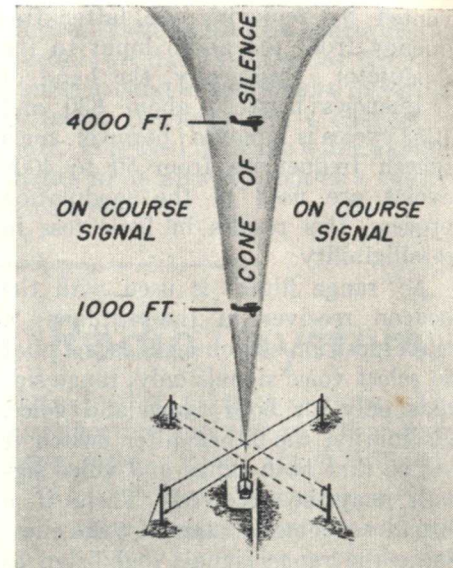 4000 FT.
CONE OF SILENCE
ON COURSE
SIGNAL
ON COURSE
SIGNAL
1000 FT.